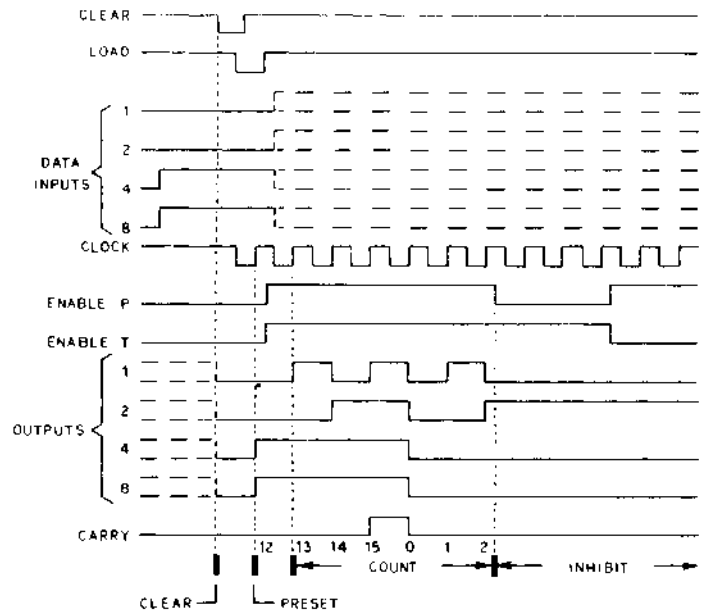 CLEAR
LOAD
1
2
DATA
INPUTS
4
8
CLOCK
ENABLE P
ENABLE T
1
2
OUTPUTS
4
8
CARRY
12 13 14 15 0 1 2
COUNT INHIBIT
CLEAR PRESET